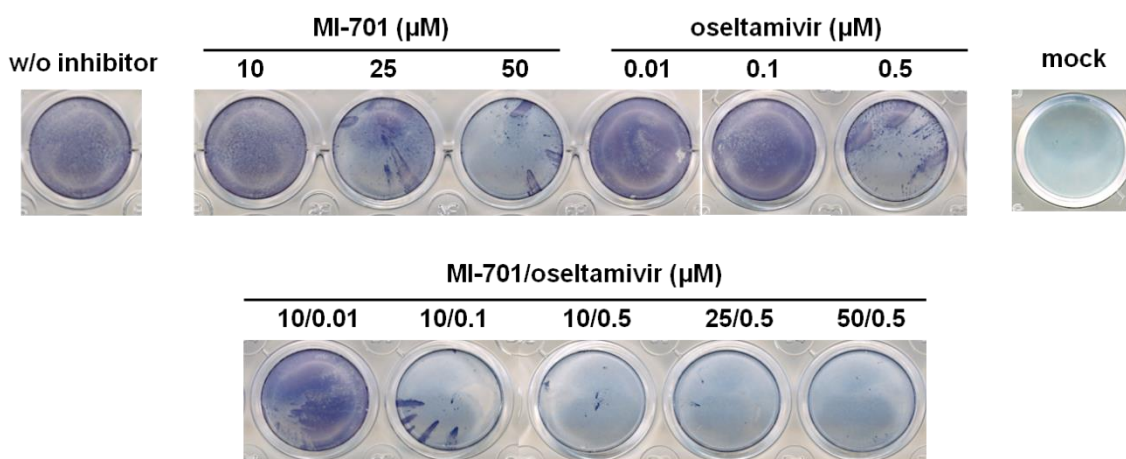 MI-701 (µM) oseltamivir (µM)
w/o inhibitor 10 25 50 0.01 0.1 0.5 mock
MI-701/oseltamivir (µM)
10/0.01 10/0.1 10/0.5 25/0.5 50/0.5